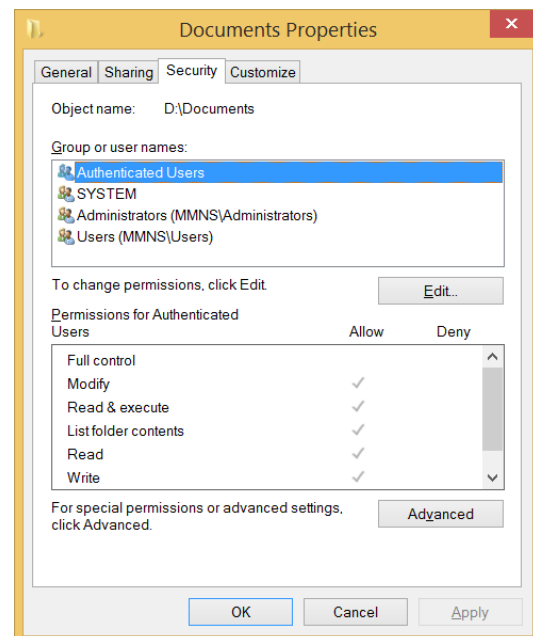 Documents Properties
General Sharing Security Customize
Object name: D:\Documents
Group or user names:
Authenticated Users
SYSTEM
Administrators (MMNS\Administrators)
Users (MMNS\Users)
To change permissions, click Edit.
Edit...
Permissions for Authenticated
Users Allow Deny
Full control
Modify
Read & execute
List folder contents
Read
Write
For special permissions or advanced settings,
click Advanced.
Advanced
OK Cancel Apply